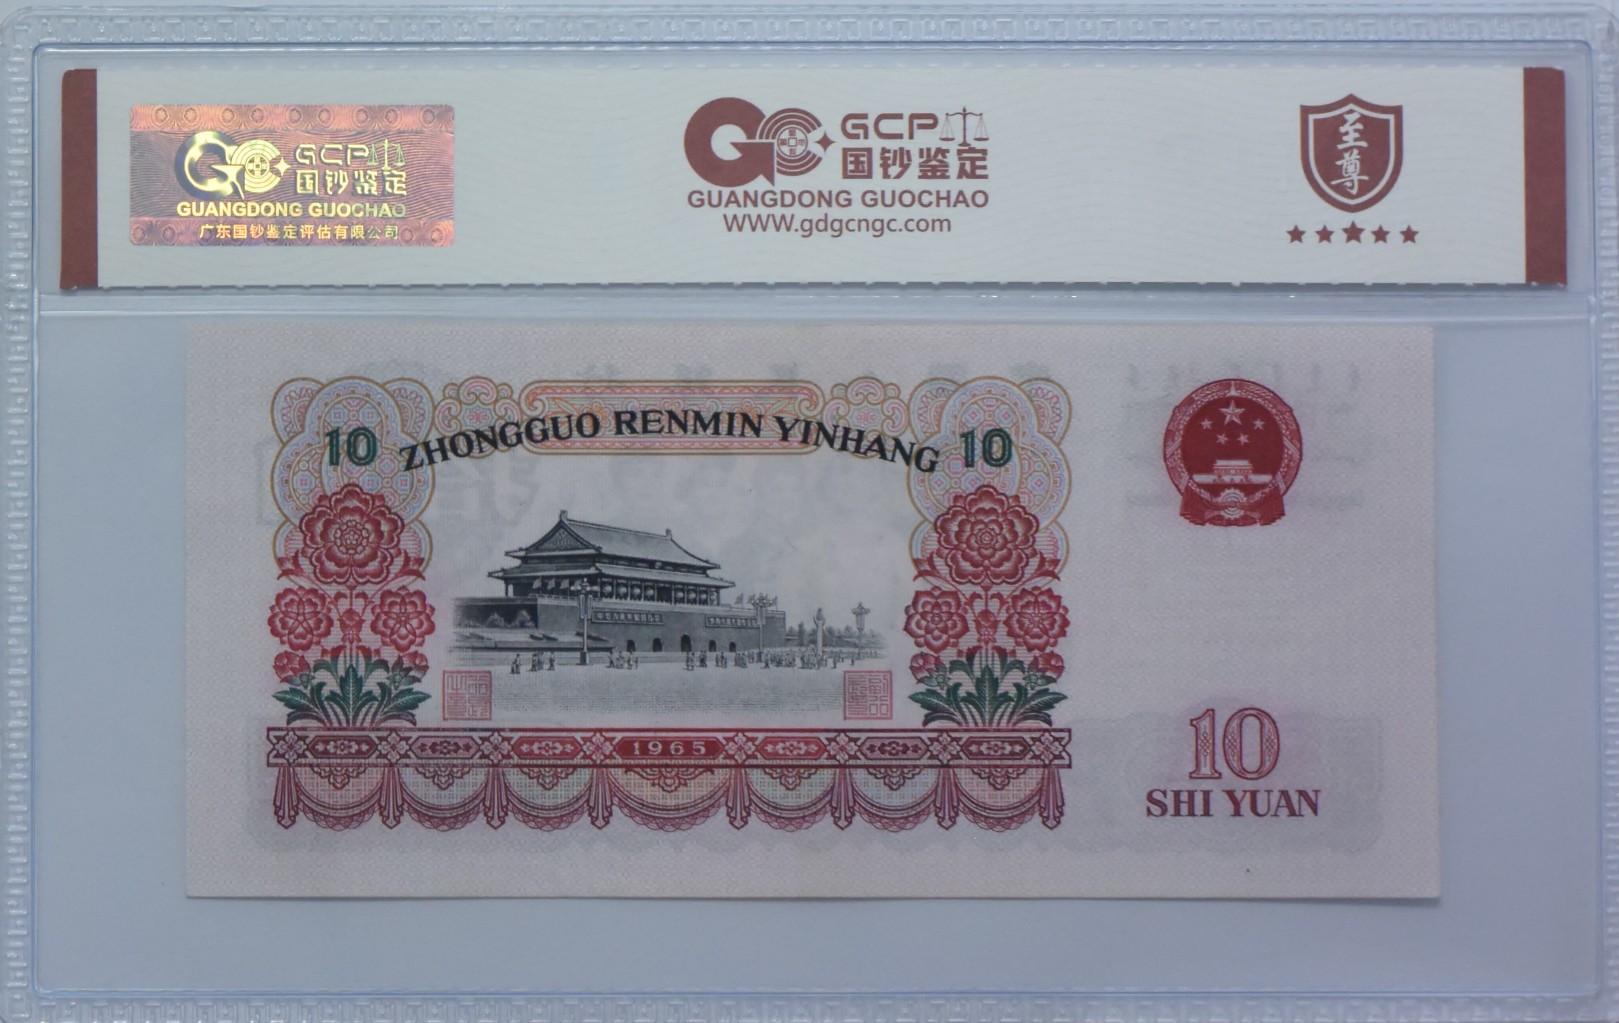 GCP
国钞鉴定
GUANGDONG GUOCHAO
广东国钞鉴定评估有限公司
GCP
国钞鉴定
GUANGDONG GUOCHAO
WWW.gdgcngc.com
至尊
10 ZHONGGUO RENMIN YINHANG 10
1965
10
SHI YUAN